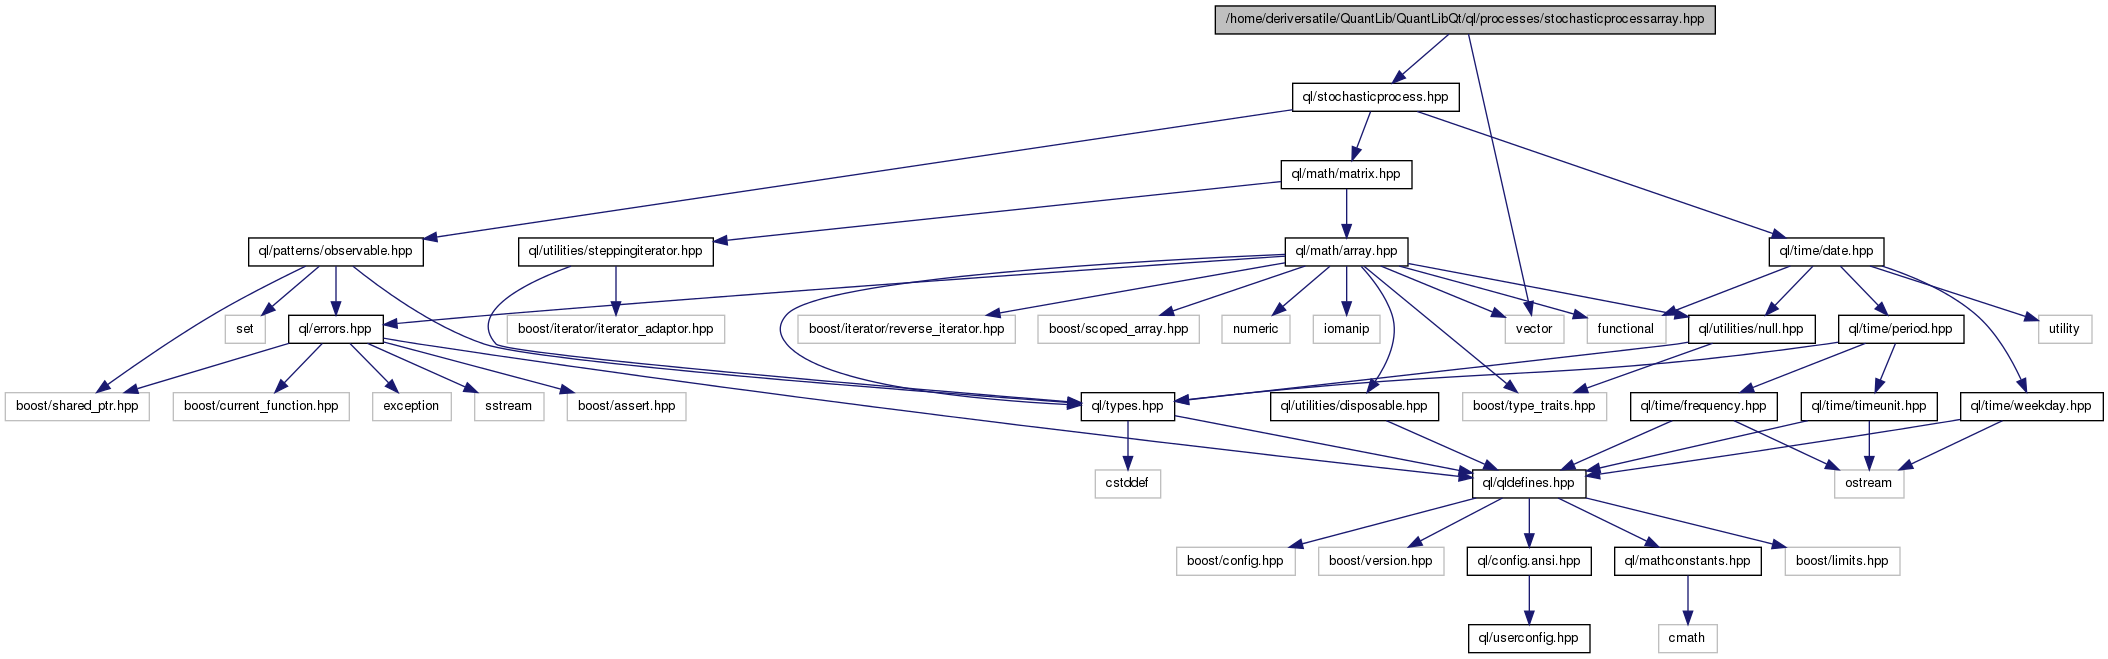 /home/deriversatile/QuantLib/QuantLibQt/ql/processes/stochasticprocessarray.hpp
ql/stochasticprocess.hpp
ql/math/matrix.hpp
ql/patterns/observable.hpp
ql/utilities/steppingiterator.hpp
ql/math/array.hpp
ql/time/date.hpp
set
ql/errors.hpp
boost/iterator/iterator_adaptor.hpp
boost/iterator/reverse_iterator.hpp
boost/scoped_array.hpp
numeric
iomanip
vector
functional
ql/utilities/null.hpp
ql/time/period.hpp
utility
boost/shared_ptr.hpp
boost/current_function.hpp
exception
sstream
boost/assert.hpp
ql/types.hpp
ql/utilities/disposable.hpp
boost/type_traits.hpp
ql/time/frequency.hpp
ql/time/timeunit.hpp
ql/time/weekday.hpp
cstddef
ql/qldefines.hpp
ostream
boost/config.hpp
boost/version.hpp
ql/config.ansi.hpp
ql/mathconstants.hpp
boost/limits.hpp
ql/userconfig.hpp
cmath